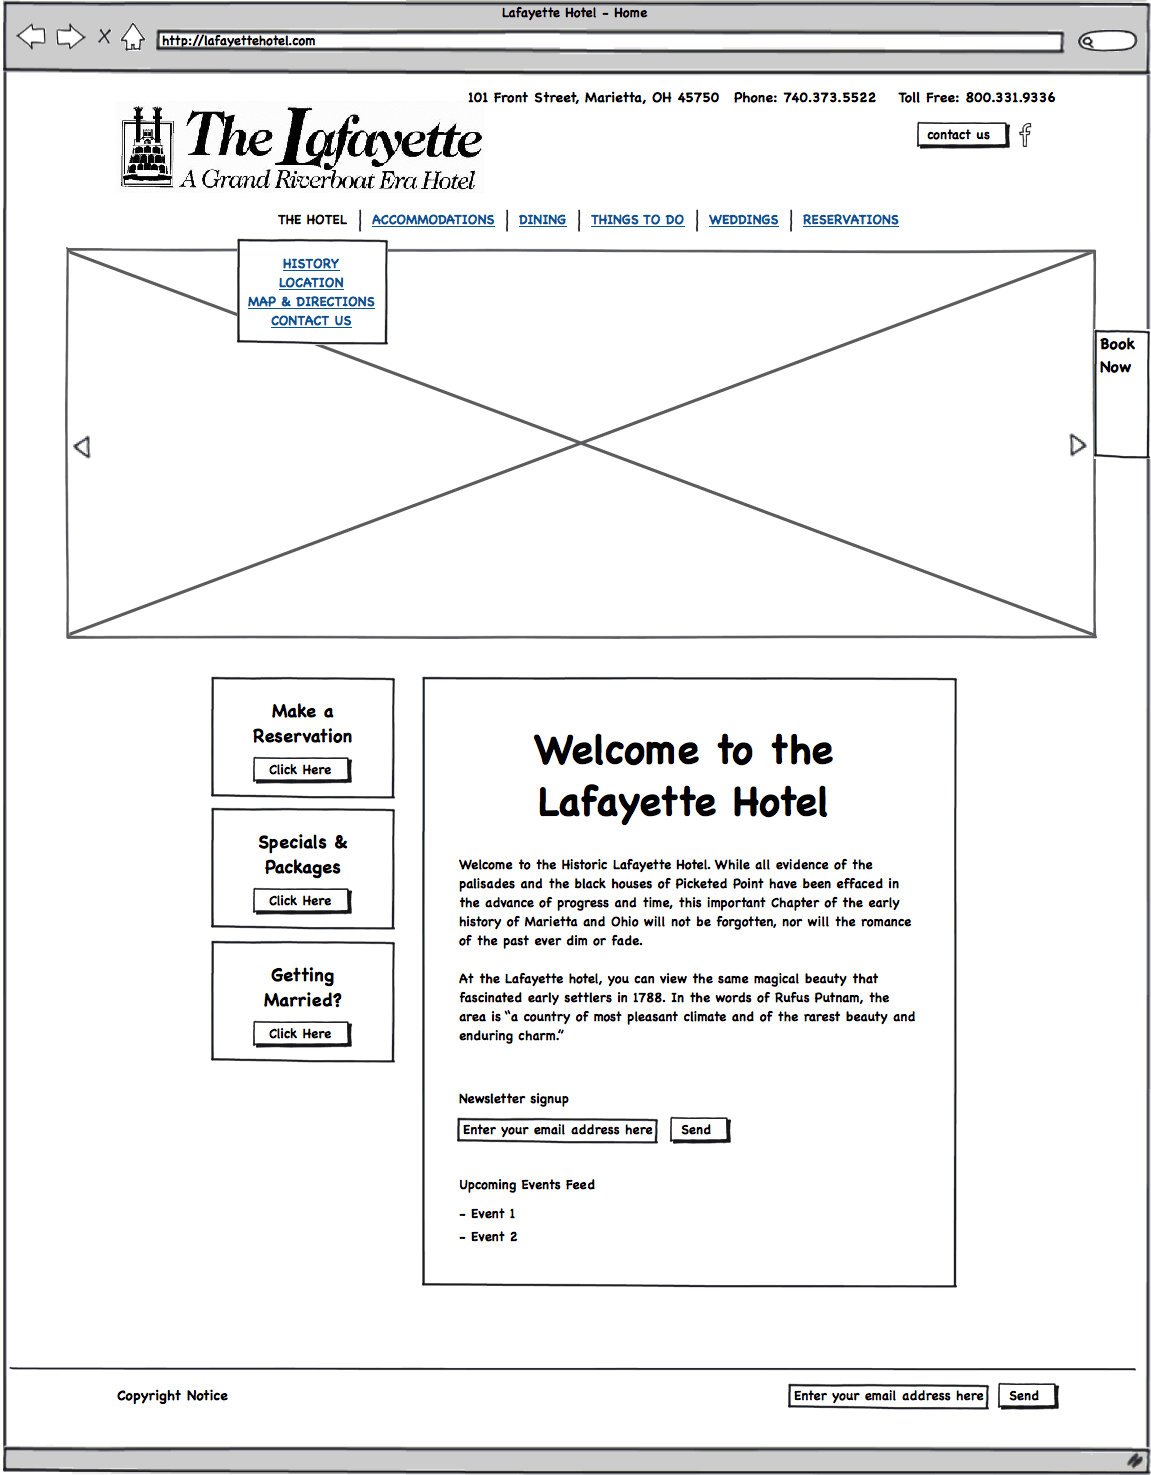 Lafayette Hotel - Home
http://lafayettehotel.com
101 Front Street, Marietta, OH 45750 Phone: 740.373.5522 Toll Free: 800.331.9336
The Lafayette
A Grand Riverboat Era Hotel
contact us f
THE HOTEL | ACCOMMODATIONS | DINING | THINGS TO DO | WEDDINGS | RESERVATIONS
HISTORY
LOCATION
MAP & DIRECTIONS
CONTACT US
Book
Now
Make a
Reservation
Click Here
Specials &
Packages
Click Here
Getting
Married?
Click Here
Welcome to the
Lafayette Hotel
Welcome to the Historic Lafayette Hotel. While all evidence of the
palisades and the black houses of Picketed Point have been effaced in
the advance of progress and time, this important Chapter of the early
history of Marietta and Ohio will not be forgotten, nor will the romance
of the past ever dim or fade.
At the Lafayette hotel, you can view the same magical beauty that
fascinated early settlers in 1788. In the words of Rufus Putnam, the
area is “a country of most pleasant climate and of the rarest beauty and
enduring charm.”
Newsletter signup
Enter your email address here Send
Upcoming Events Feed
- Event 1
- Event 2
Copyright Notice
Enter your email address here Send